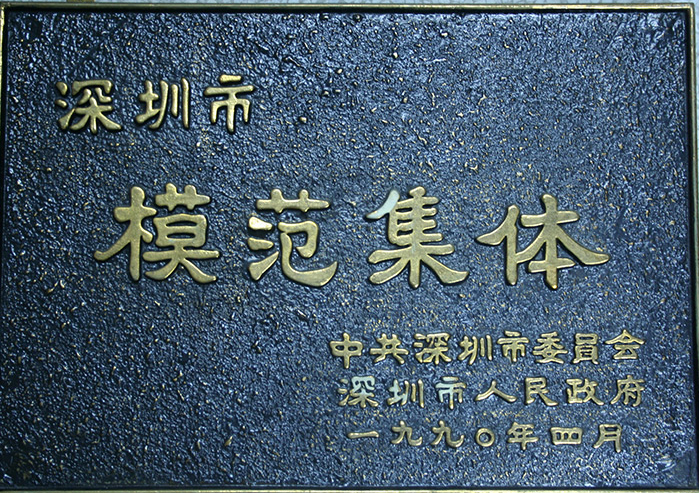 深圳市
模范集体
中共深圳市委員会
深圳市人民政府
一九九〇年四月